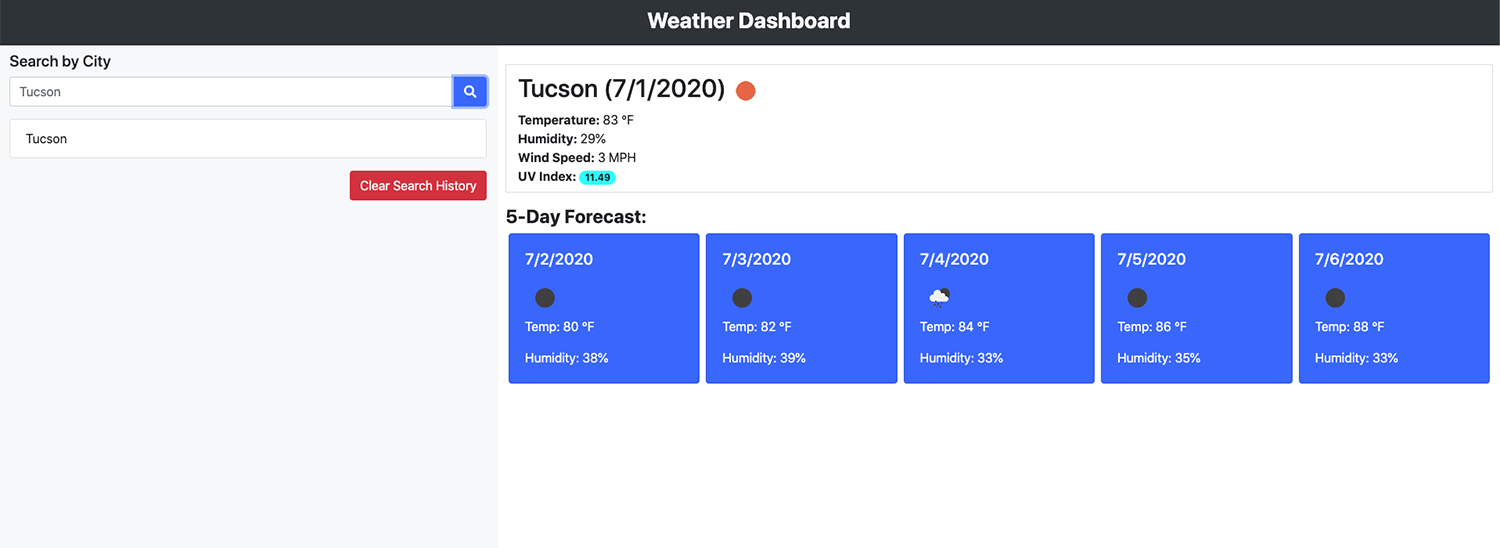 Weather Dashboard
Search by City
Tucson
Tucson
Clear Search History
Tucson (7/1/2020)
Temperature: 83 °F
Humidity: 29%
Wind Speed: 3 MPH
UV Index: 11.49
5-Day Forecast:
7/2/2020
Temp: 80 °F
Humidity: 38%
7/3/2020
Temp: 82 °F
Humidity: 39%
7/4/2020
Temp: 84 °F
Humidity: 33%
7/5/2020
Temp: 86 °F
Humidity: 35%
7/6/2020
Temp: 88 °F
Humidity: 33%